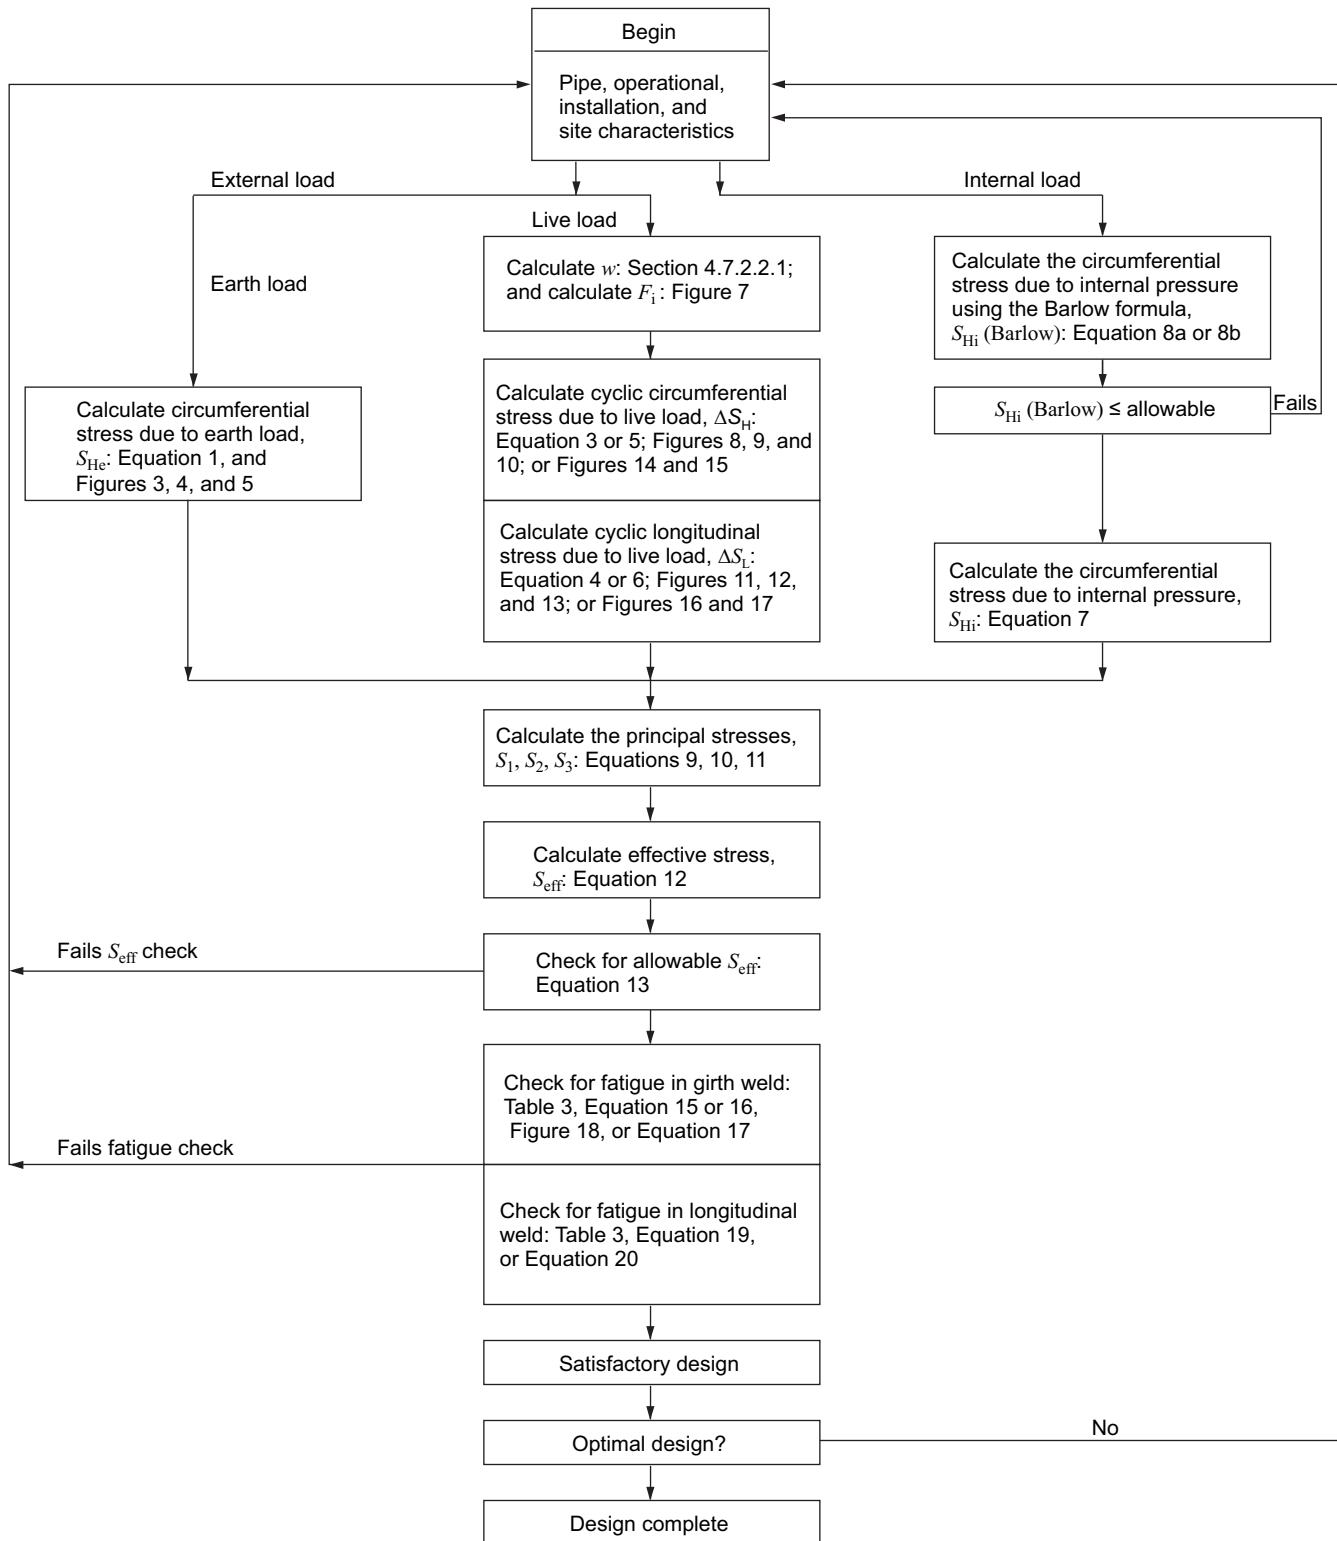 Begin
Pipe, operational,
installation, and
site characteristics
External load
Internal load
Live load
Earth load
Calculate w: Section 4.7.2.2.1;
and calculate Fi : Figure 7
Calculate the circumferential
stress due to internal pressure
using the Barlow formula,
SHi (Barlow): Equation 8a or 8b
Calculate circumferential
stress due to earth load,
SHe: Equation 1, and
Figures 3, 4, and 5
Calculate cyclic circumferential
stress due to live load, ΔSH:
Equation 3 or 5; Figures 8, 9, and
10; or Figures 14 and 15
SHi (Barlow) ≤ allowable
Fails
Calculate cyclic longitudinal
stress due to live load, ΔSL:
Equation 4 or 6; Figures 11, 12,
and 13; or Figures 16 and 17
Calculate the circumferential
stress due to internal pressure,
SHi: Equation 7
Calculate the principal stresses,
S1, S2, S3: Equations 9, 10, 11
Calculate effective stress,
Seff: Equation 12
Fails Seff check
Check for allowable Seff:
Equation 13
Check for fatigue in girth weld:
Table 3, Equation 15 or 16,
Figure 18, or Equation 17
Fails fatigue check
Check for fatigue in longitudinal
weld: Table 3, Equation 19,
or Equation 20
Satisfactory design
Optimal design?
No
Design complete